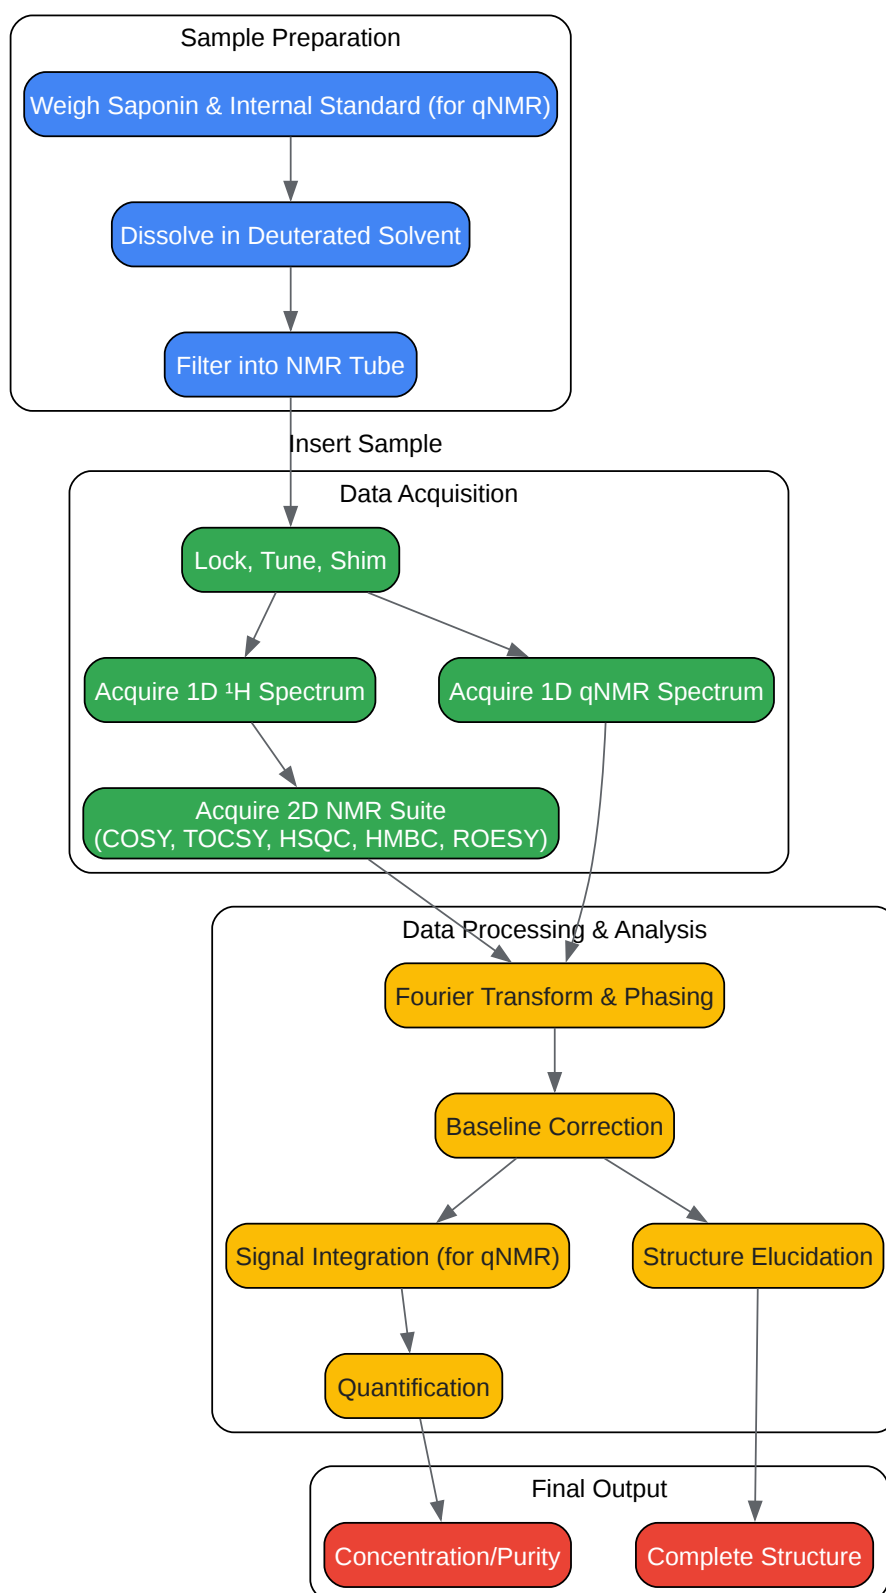 Sample Preparation
Weigh Saponin & Internal Standard (for qNMR)
Dissolve in Deuterated Solvent
Filter into NMR Tube
Insert Sample
Data Acquisition
Lock, Tune, Shim
Acquire 1D ¹H Spectrum
Acquire 1D qNMR Spectrum
Acquire 2D NMR Suite
(COSY, TOCSY, HSQC, HMBC, ROESY)
Data Processing & Analysis
Fourier Transform & Phasing
Baseline Correction
Signal Integration (for qNMR)
Structure Elucidation
Quantification
Final Output
Concentration/Purity
Complete Structure